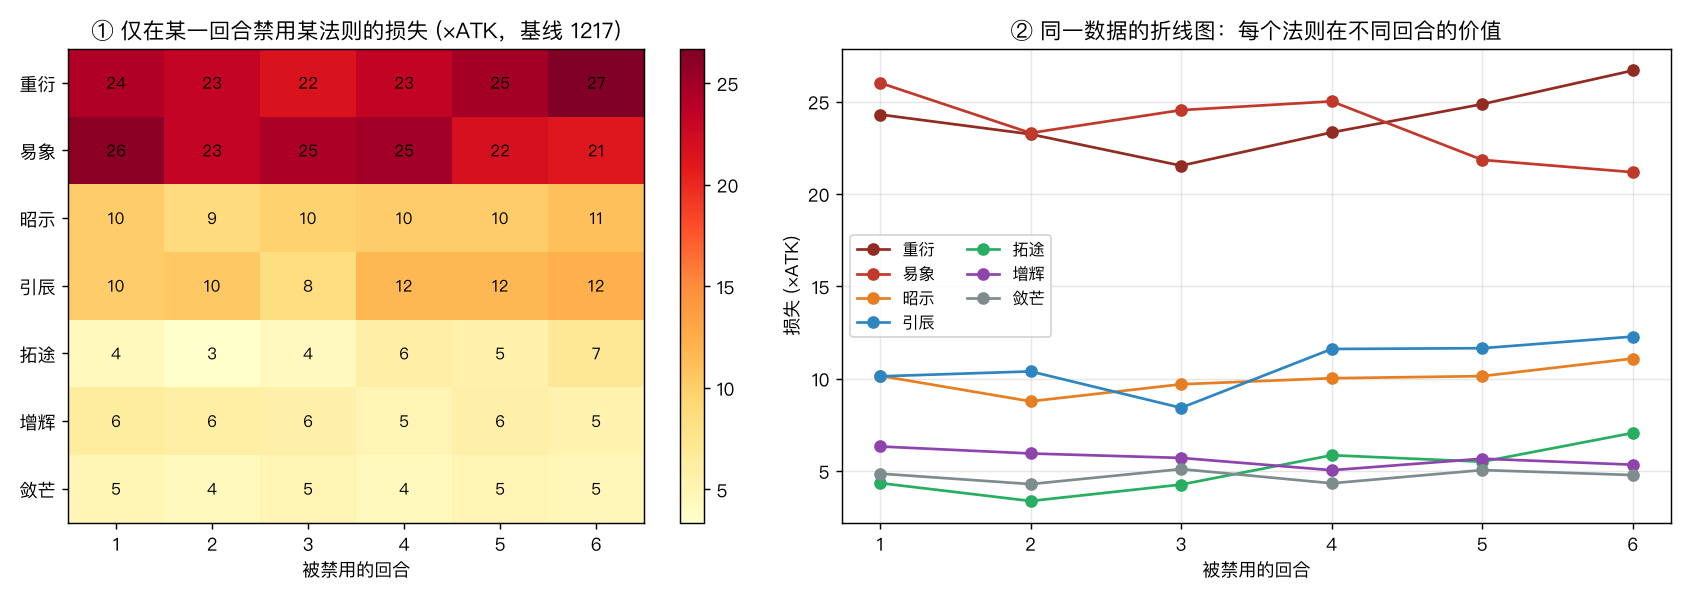 ① 仅在某一回合禁用某法则的损失 (×ATK，基线 1217)
重衍 24 23 22 23 25 27
易象 26 23 25 25 22 21
昭示 10 9 10 10 10 11
引辰 10 10 8 12 12 12
拓途 4 3 4 6 5 7
增辉 6 6 6 5 6 5
敛芒 5 4 5 4 5 5
1 2 3 4 5 6
被禁用的回合
25
20
15
10
5
② 同一数据的折线图：每个法则在不同回合的价值
损失 (×ATK)
25
20
15
10
5
重衍
易象
昭示
引辰
拓途
增辉
敛芒
1 2 3 4 5 6
被禁用的回合